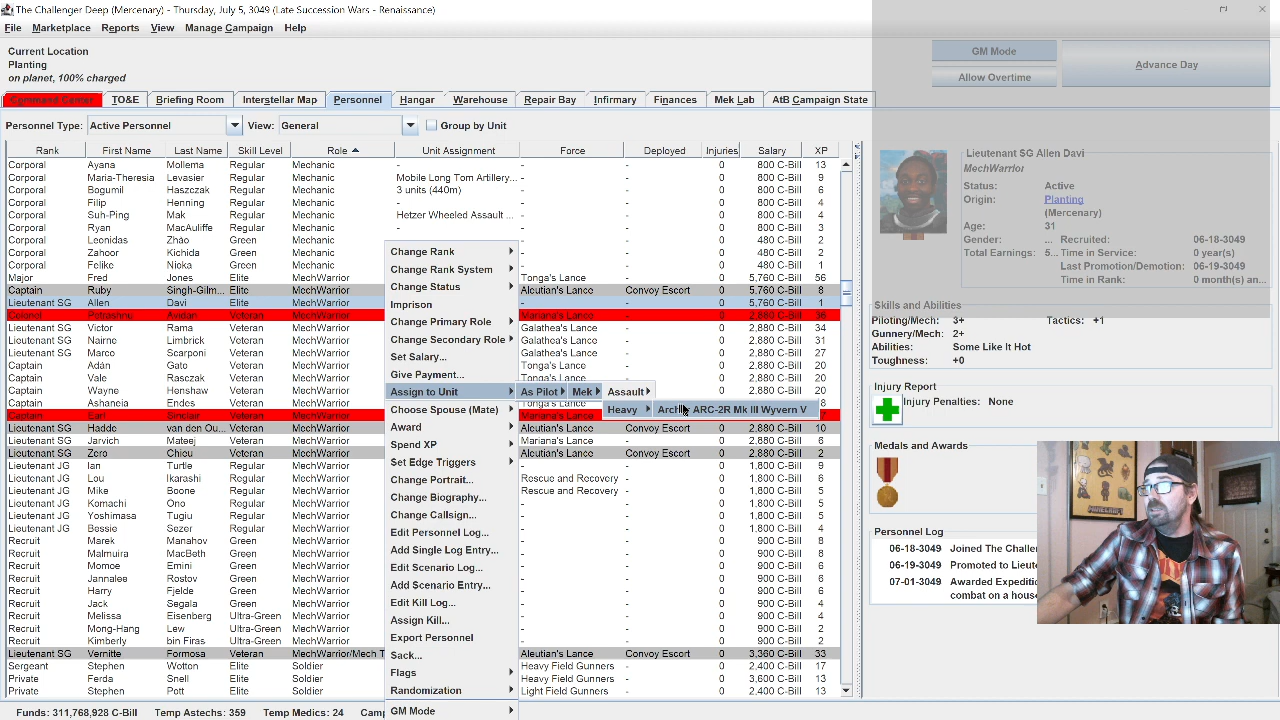 The Challenger Deep (Mercenary) - Thursday, July 5, 3049 (Late Succession Wars - Renaissance)
File Marketplace Reports View Manage Campaign Help
Current Location
Planting
on planet, 100% charged
GM Mode
Allow Overtime
Advance Day
Command Center TO&E Briefing Room Interstellar Map Personnel Hangar Warehouse Repair Bay Infirmary Finances Mek Lab AtB Campaign State
Personnel Type: Active Personnel View: General Group by Unit
Rank First Name Last Name Skill Level Role Unit Assignment Force Deployed Injuries Salary XP
Corporal Ayana Mollema Regular Mechanic - - - 0 800 C-Bill 13
Corporal Maria-Theresia Levasier Regular Mechanic Mobile Long Tom Artillery... - - 0 800 C-Bill 9
Corporal Bogumil Haszczak Regular Mechanic 3 units (440m) - - 0 800 C-Bill 6
Corporal Filip Henning Regular Mechanic - - - 0 800 C-Bill 4
Corporal Suh-Ping Mak Regular Mechanic Hetzer Wheeled Assault ... - - 0 800 C-Bill 4
Corporal Ray MacAuliffe Regular Mechanic - - - 0 800 C-Bill 3
Corporal Leonidas Zhao Green Mechanic - - 0 480 C-Bill 2
Corporal Zahoor Kichida Green Mechanic - - 0 480 C-Bill 2
Corporal Felike Nioka Green Mechanic - - 0 480 C-Bill 1
Major Fred Jones Elite MechWarrior Tonga's Lance - 0 5,760 C-Bill 56
Captain Ruby Singh-Gilm... Elite MechWarrior Aleutian's Lance Convoy Escort 0 5,760 C-Bill 8
Lieutenant SG Allen Davi Elite MechWarrior - - 0 5,760 C-Bill 1
Colonel Petrashnu Avidan Veteran MechWarrior Mariana's Lance - 0 2,880 C-Bill 36
Lieutenant SG Victor Rama Veteran MechWarrior Galathea's Lance - 0 2,880 C-Bill 34
Lieutenant SG Nairne Limbrick Veteran MechWarrior Galathea's Lance - 0 2,880 C-Bill 31
Lieutenant SG Marco Scarponi Veteran MechWarrior Galathea's Lance - 0 2,880 C-Bill 27
Captain Adán Gato Veteran MechWarrior Tonga's Lance - 0 2,880 C-Bill 20
Captain Vale Rasczak Veteran MechWarrior Tonga's Lance - 0 2,880 C-Bill 20
Captain Wayne Henshaw Veteran MechWarrior 0 2,880 C-Bill 20
Captain Ashaneia Endes Veteran MechWarrior Tonga's Lance 8
Captain Earl Sinclair Veteran MechWarrior Mariana's Lance - 0 2,880 C-Bill 7
Lieutenant SG Haddo van den Ou... Veteran MechWarrior Aleutian's Lance Convoy Escort 0 2,880 C-Bill 10
Lieutenant SG Jarvich Mateej Veteran MechWarrior Mariana's Lance - 0 2,880 C-Bill 6
Lieutenant SG Zero Chieu Veteran MechWarrior Aleutian's Lance Convoy Escort 0 2,880 C-Bill 2
Lieutenant JG Ian Turtle Regular MechWarrior - - 0 1,800 C-Bill 9
Lieutenant JG Lou Ikarashi Regular MechWarrior Rescue and Recovery - 0 1,800 C-Bill 6
Lieutenant JG Mike Boone Regular MechWarrior Rescue and Recovery - 0 1,800 C-Bill 5
Lieutenant JG Komachi Ono Regular MechWarrior - - 0 1,800 C-Bill 5
Lieutenant JG Yoshimasa Tugiu Regular MechWarrior - - 0 1,800 C-Bill 5
Lieutenant JG Bessie Sezer Regular MechWarrior - - 0 1,800 C-Bill 4
Recruit Marek Manahov Green MechWarrior - - 0 900 C-Bill 8
Recruit Malmuira MacBeth Green MechWarrior - - 0 900 C-Bill 8
Recruit Momoe Emini Green MechWarrior - - 0 900 C-Bill 6
Recruit Jannalee Rostov Green MechWarrior - - 0 900 C-Bill 6
Recruit Harry Fjelde Green MechWarrior - - 0 900 C-Bill 6
Recruit Jack Segala Green MechWarrior - - 0 900 C-Bill 4
Recruit Melissa Eisenberg Ultra-Green MechWarrior - - 0 900 C-Bill 4
Recruit Mong-Hang Lew Ultra-Green MechWarrior - - 0 900 C-Bill 2
Recruit Kimberly bin Firas Ultra-Green MechWarrior - - 0 900 C-Bill 2
Lieutenant SG Vernitte Formosa Veteran MechWarrior/Mech T Aleutian's Lance Convoy Escort 0 3,280 C-Bill 33
Sergeant Stephen Wotton Elite Soldier Heavy Field Gunners - 0 2,400 C-Bill 17
Private Ferda Snell Elite Soldier Heavy Field Gunners - 0 3,600 C-Bill 13
Private Stephen Pott Elite Soldier Light Field Gunners - 0 2,400 C-Bill 13
Change Rank
Change Rank System
Change Status
Imprison
Change Primary Role
Change Secondary Role
Set Salary...
Give Payment...
Assign to Unit As Pilot Mek Assault
Choose Spouse (Mate) Heavy Archer ARC-2R Mk III Wyvern V
Award
Spend XP
Set Edge Triggers
Change Portrait...
Change Biography...
Change Callsign...
Edit Personnel Log...
Add Single Log Entry...
Edit Scenario Log...
Add Scenario Entry...
Edit Kill Log...
Assign Kill...
Export Personnel
Sack...
Flags
Randomization
GM Mode
Lieutenant SG Allen Davi
MechWarrior
Status: Active
Origin: Planting
(Mercenary)
Age: 31
Gender: ... Recruited: 06-18-3049
Total Earnings: 5... Time in Service: 0 year(s)
Last Promotion/Demotion: 06-19-3049
Time in Rank: 0 month(s) an...
Skills and Abilities
Piloting/Mech: 3+ Tactics: +1
Gunnery/Mech: 2+
Abilities: Some Like It Hot
Toughness: +0
Injury Report
Injury Penalties: None
Medals and Awards
Personnel Log
06-18-3049 Joined The Challe
06-19-3049 Promoted to Lieut
07-01-3049 Awarded Expediti
combat on a hous
Funds: 311,768,928 C-Bill Temp Astechs: 359 Temp Medics: 24 Camp